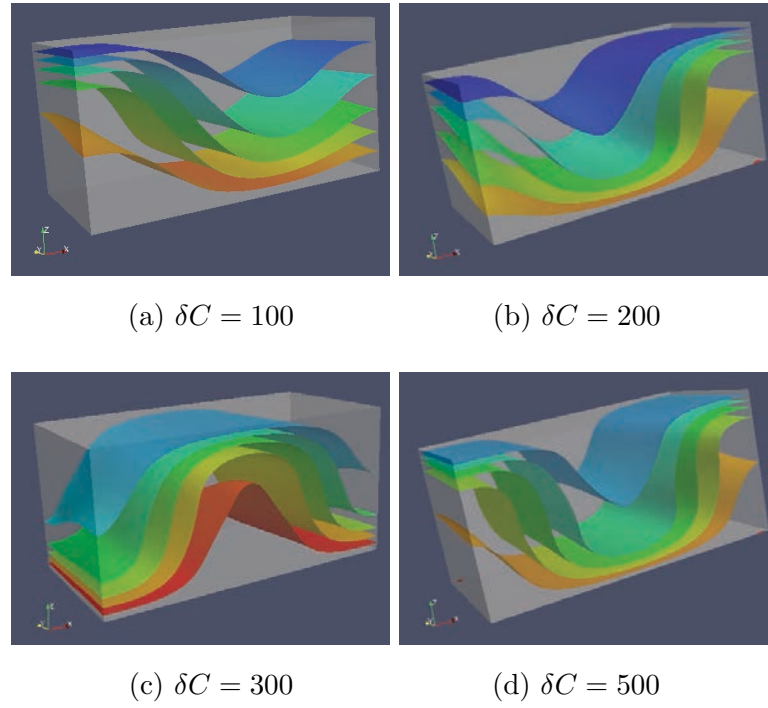 (a) δC = 100
(b) δC = 200
(c) δC = 300
(d) δC = 500